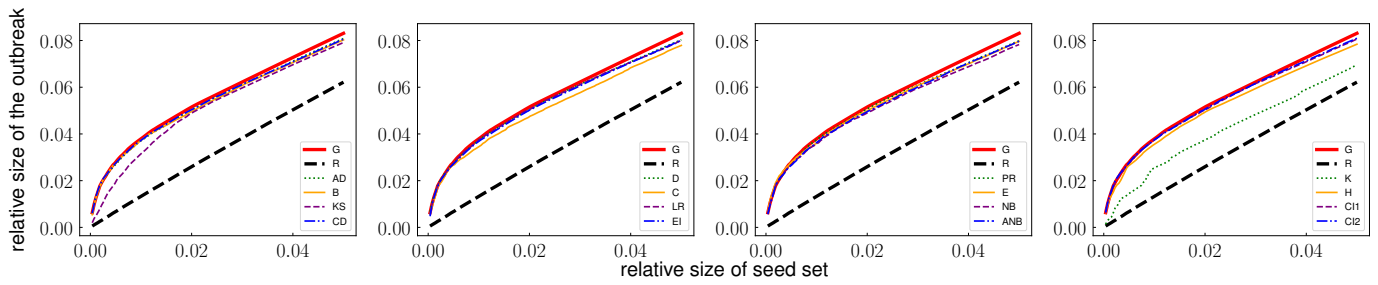 relative size of the outbreak
0.08
0.06
0.04
0.02
0.00
0.00
0.02
0.04
G
R
AD
B
KS
CD
0.08
0.06
0.04
0.02
0.00
0.00
0.02
0.04
G
R
D
C
LR
EI
0.08
0.06
0.04
0.02
0.00
0.00
0.02
0.04
G
R
PR
E
NB
ANB
0.08
0.06
0.04
0.02
0.00
0.00
0.02
0.04
G
R
K
H
CI1
CI2
relative size of seed set